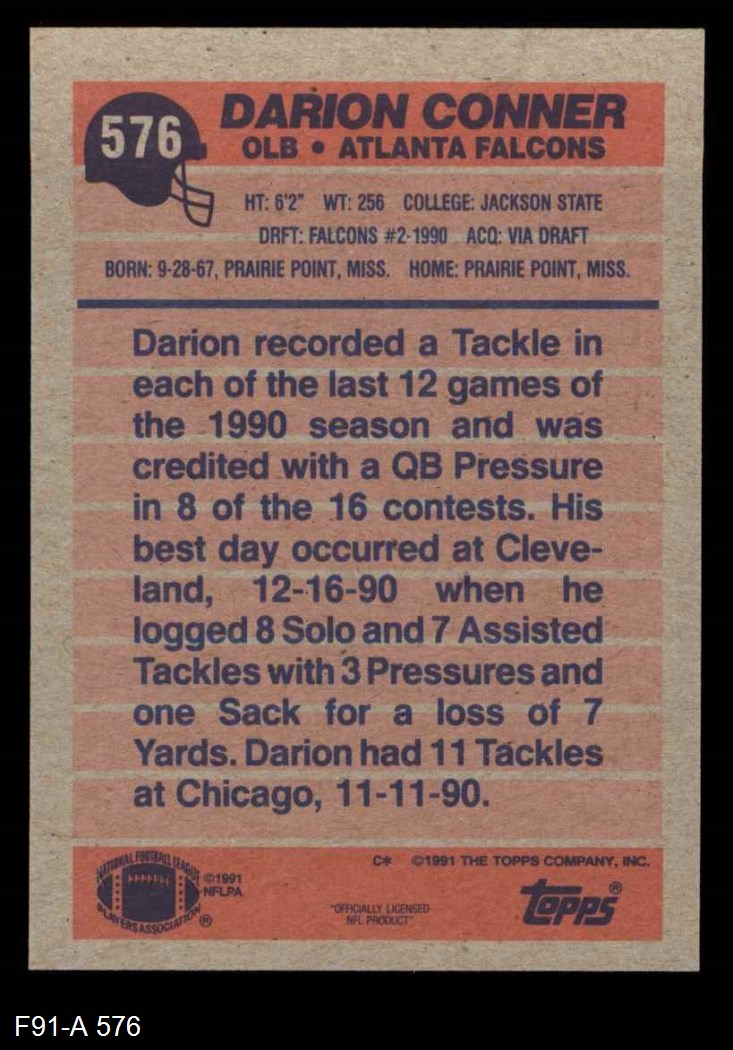 576
DARION CONNER
OLB • ATLANTA FALCONS
HT: 6'2" WT: 256 COLLEGE: JACKSON STATE
DRFT: FALCONS #2-1990 ACQ: VIA DRAFT
BORN: 9-28-67, PRAIRIE POINT, MISS. HOME: PRAIRIE POINT, MISS.
Darion recorded a Tackle in
each of the last 12 games of
the 1990 season and was
credited with a QB Pressure
in 8 of the 16 contests. His
best day occurred at Cleve-
land, 12-16-90 when he
logged 8 Solo and 7 Assisted
Tackles with 3 Pressures and
one Sack for a loss of 7
Yards. Darion had 11 Tackles
at Chicago, 11-11-90.
NATIONAL FOOTBALL LEAGUE
PLAYERS ASSOCIATION ®
©1991
NFLPA
C* ©1991 THE TOPPS COMPANY, INC.
"OFFICIALLY LICENSED
NFL PRODUCT"
Topps®
F91-A 576